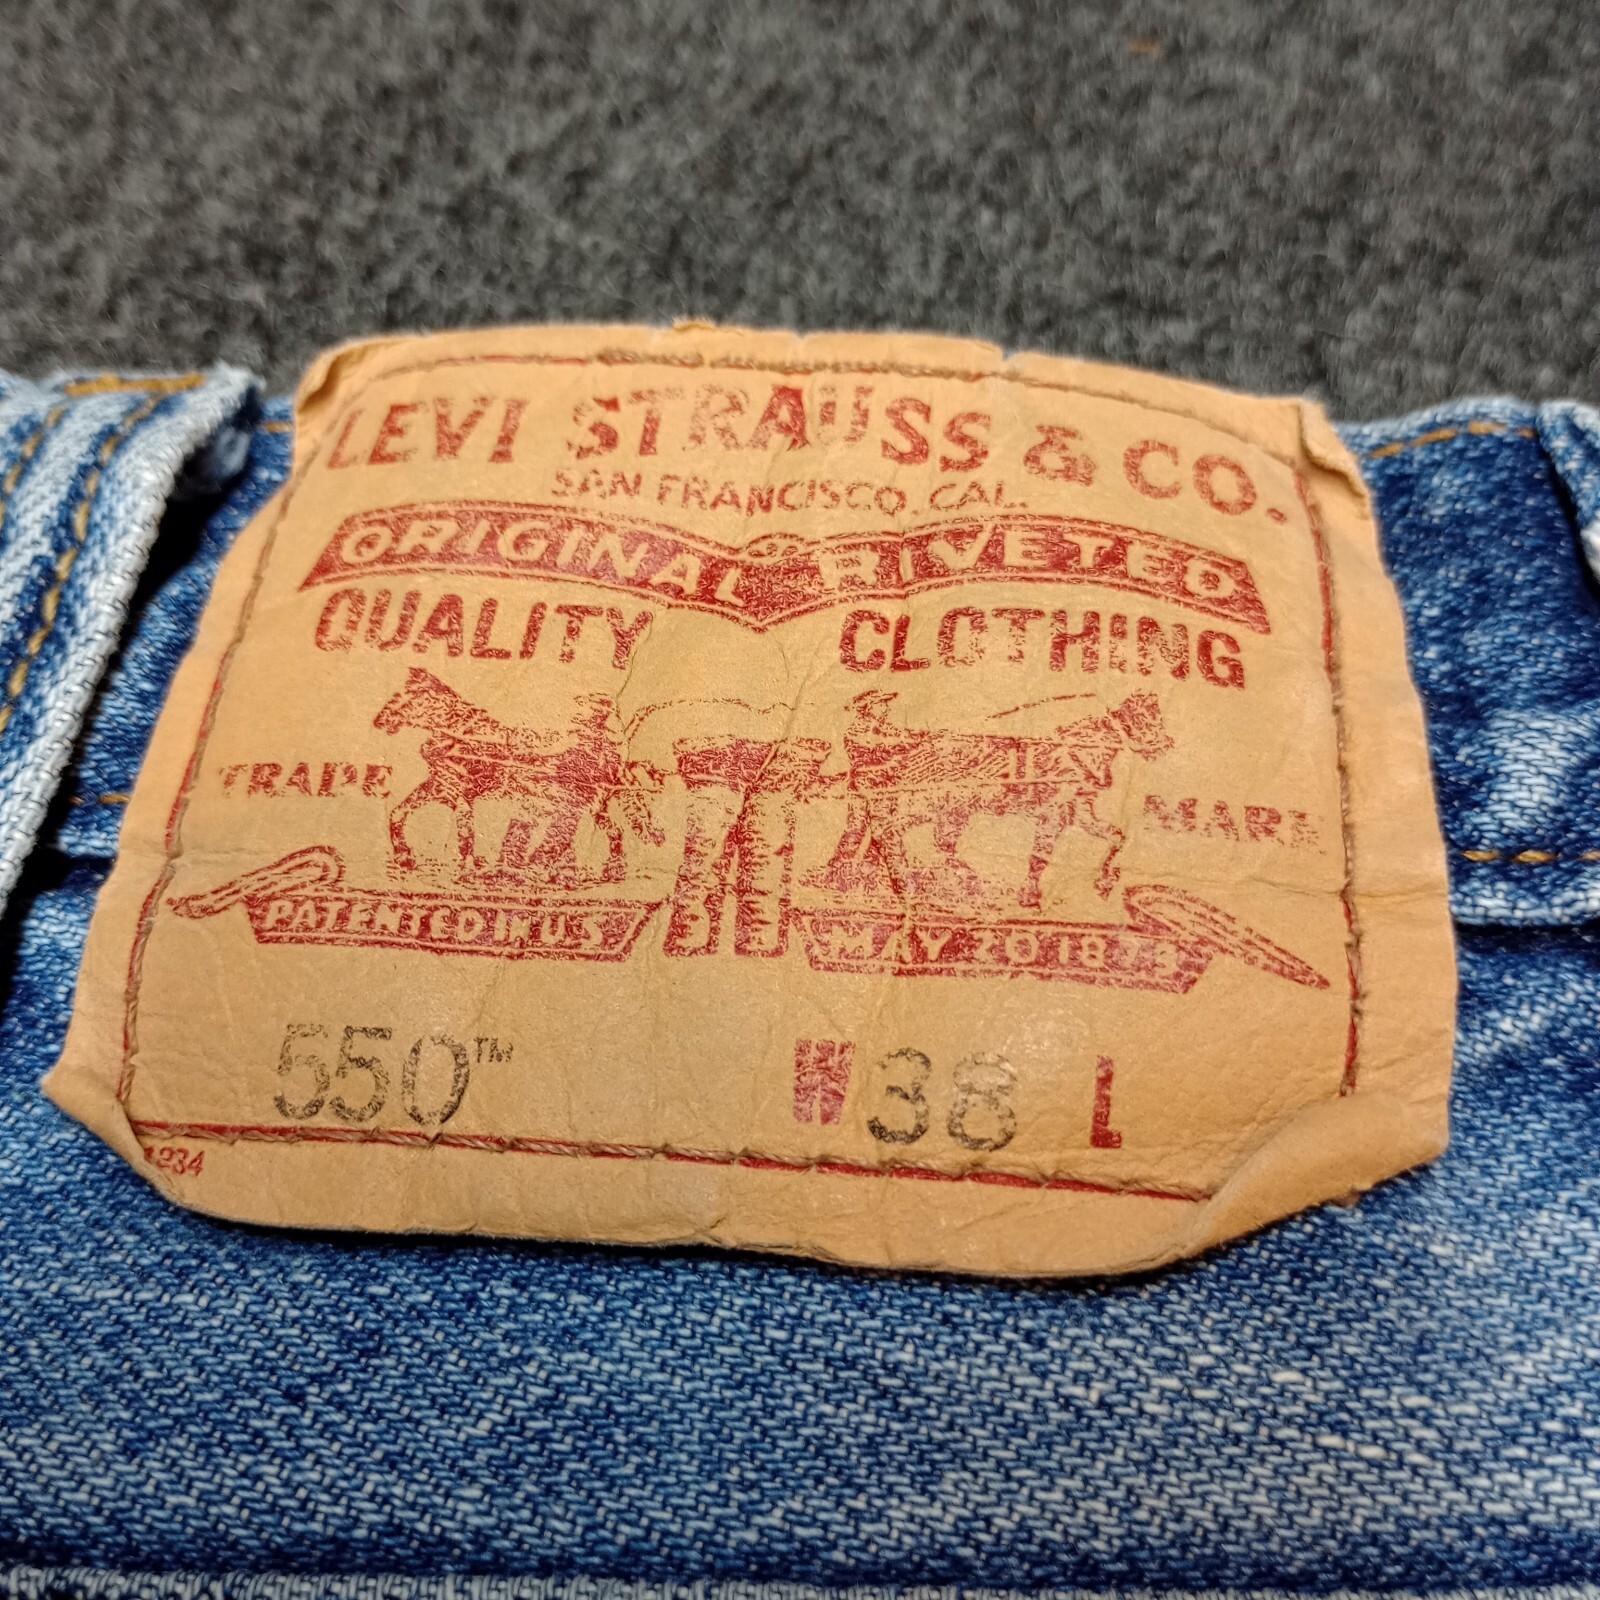 LEVI STRAUSS & CO.
SAN FRANCISCO, CAL.
ORIGINAL RIVETED
QUALITY CLOTHING
TRADE MARK
PATENTED IN U.S. MAY 20 1873
550™ W 38 L
1234